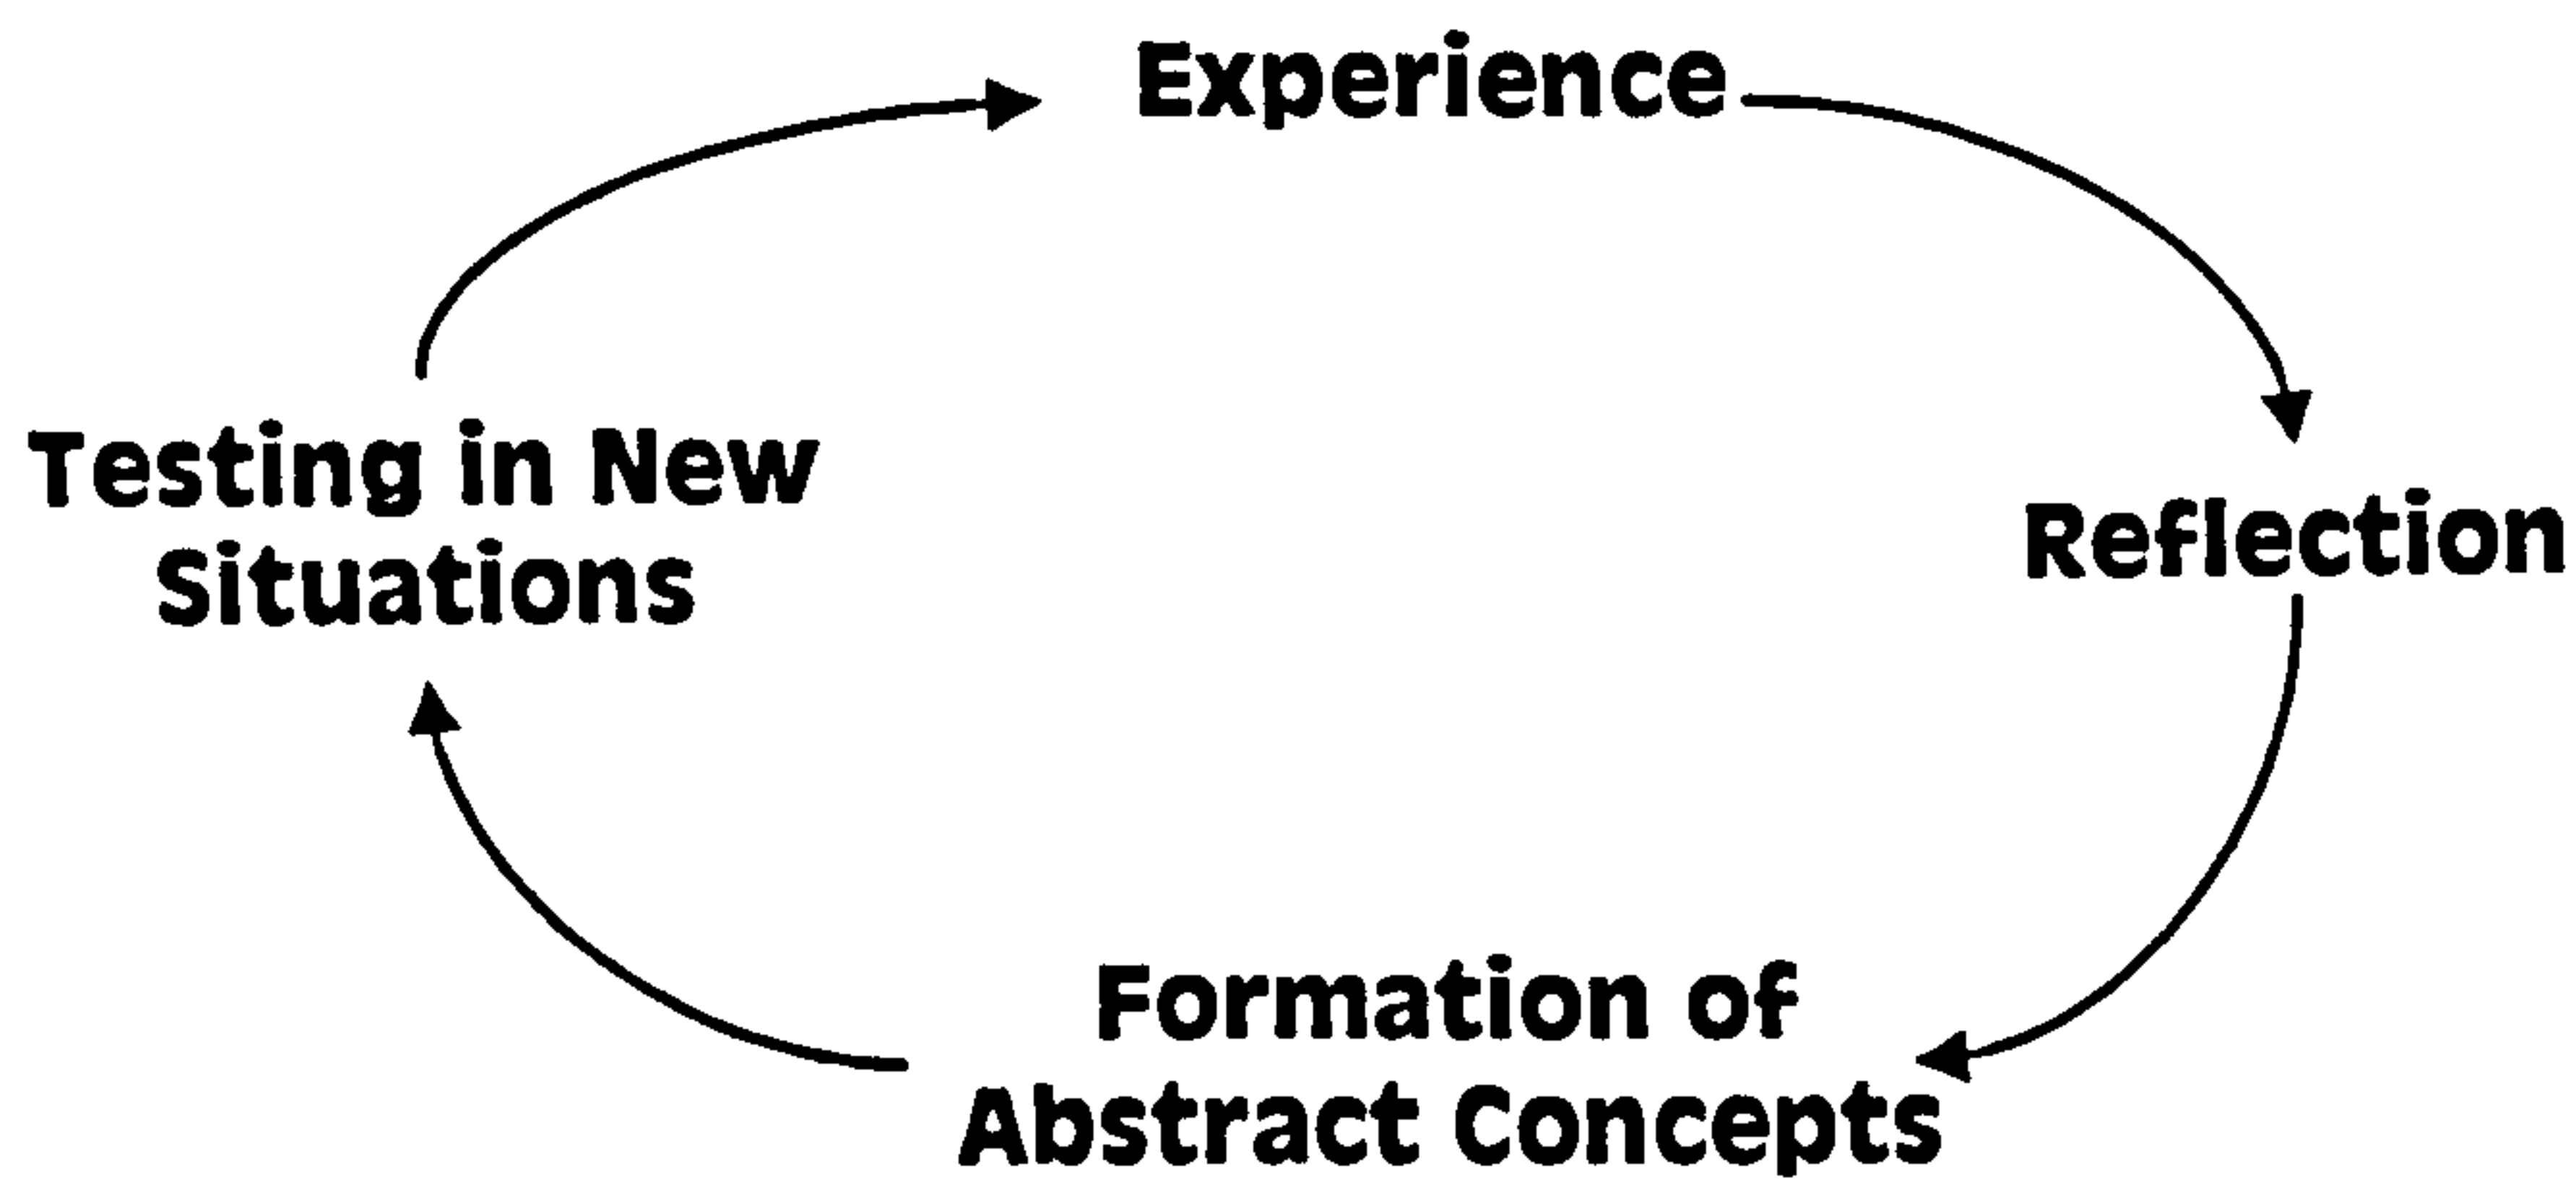 Experience
Testing in New
Situations
Reflection
Formation of
Abstract Concepts